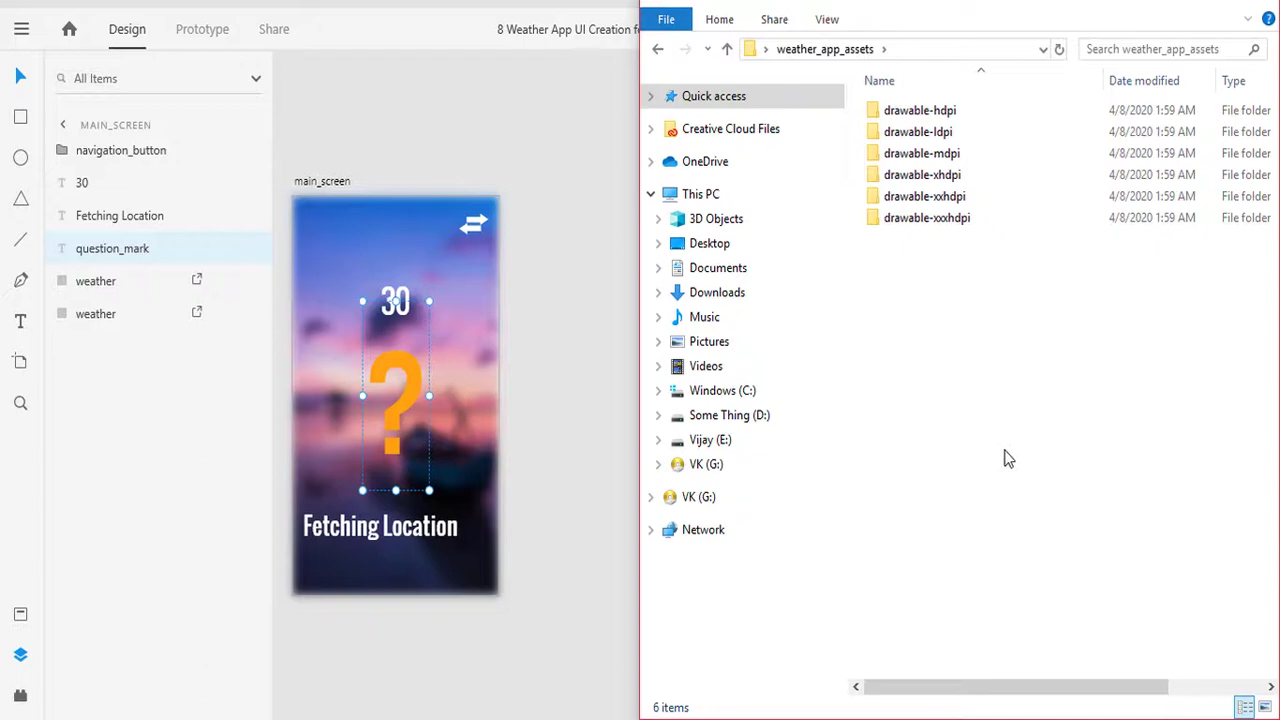 Design
Prototype
Share
8 Weather App UI Creation fo
All Items
MAIN_SCREEN
navigation_button
T 30
T Fetching Location
T question_mark
weather
weather
main_screen
30
?
Fetching Location
File
Home
Share
View
?
weather_app_assets
Search weather_app_assets
Quick access
Creative Cloud Files
OneDrive
This PC
3D Objects
Desktop
Documents
Downloads
Music
Pictures
Videos
Windows (C:)
Some Thing (D:)
Vijay (E:)
VK (G:)
VK (G:)
Network
Name
Date modified
Type
drawable-hdpi 4/8/2020 1:59 AM File folder
drawable-ldpi 4/8/2020 1:59 AM File folder
drawable-mdpi 4/8/2020 1:59 AM File folder
drawable-xhdpi 4/8/2020 1:59 AM File folder
drawable-xxhdpi 4/8/2020 1:59 AM File folder
drawable-xxxhdpi 4/8/2020 1:59 AM File folder
6 items